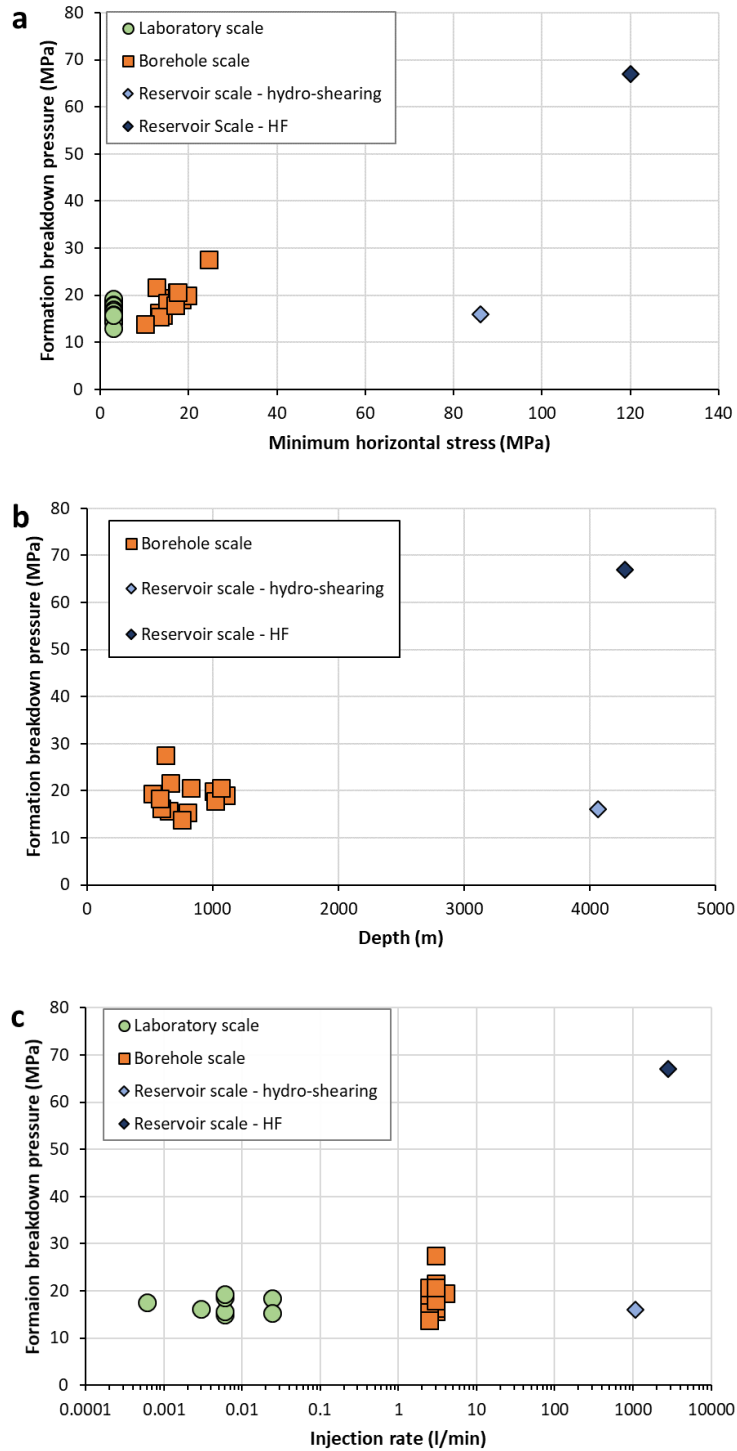 a
Laboratory scale
Borehole scale
Reservoir scale - hydro-shearing
Reservoir Scale - HF
Formation breakdown pressure (MPa)
80
70
60
50
40
30
20
10
0
0 20 40 60 80 100 120 140
Minimum horizontal stress (MPa)
b
Borehole scale
Reservoir scale - hydro-shearing
Reservoir scale - HF
Formation breakdown pressure (MPa)
80
70
60
50
40
30
20
10
0
0 1000 2000 3000 4000 5000
Depth (m)
c
Laboratory scale
Borehole scale
Reservoir scale - hydro-shearing
Reservoir scale - HF
Formaion breakdown pressure (MPa)
80
70
60
50
40
30
20
10
0
0.0001 0.001 0.01 0.1 1 10 100 1000 10000
Injection rate (l/min)